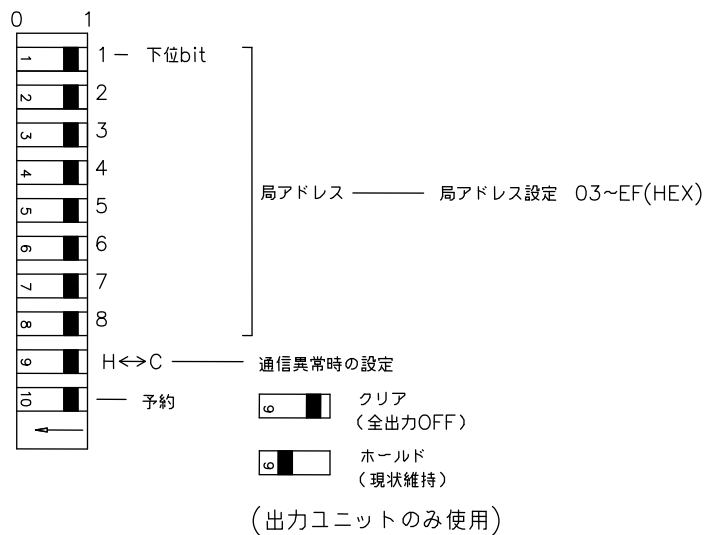 0 1
1 1 下位bit
2 2
3 3
4 4 局アドレス 局アドレス設定 03~EF(HEX)
5 5
6 6
7 7
8 8
9 H↔C 通信異常時の設定
10 予約
9 クリア
(全出力OFF)
9 ホールド
(現状維持)
(出力ユニットのみ使用)